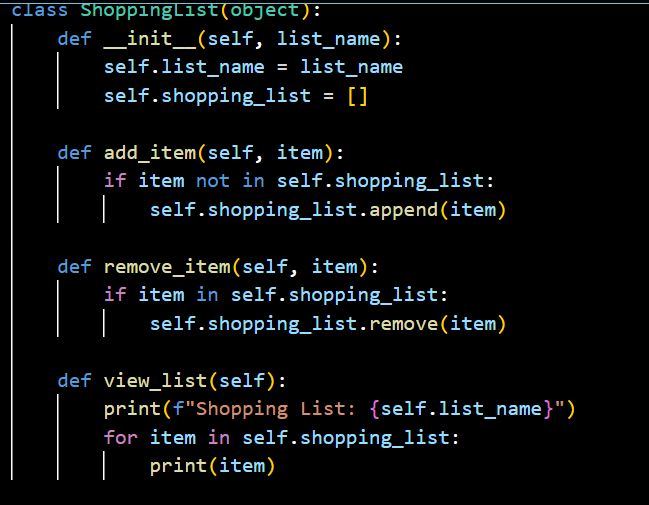 class ShoppingList(object):
    def __init__(self, list_name):
        self.list_name = list_name
        self.shopping_list = []

    def add_item(self, item):
        if item not in self.shopping_list:
            self.shopping_list.append(item)

    def remove_item(self, item):
        if item in self.shopping_list:
            self.shopping_list.remove(item)

    def view_list(self):
        print(f"Shopping List: {self.list_name}")
        for item in self.shopping_list:
            print(item)